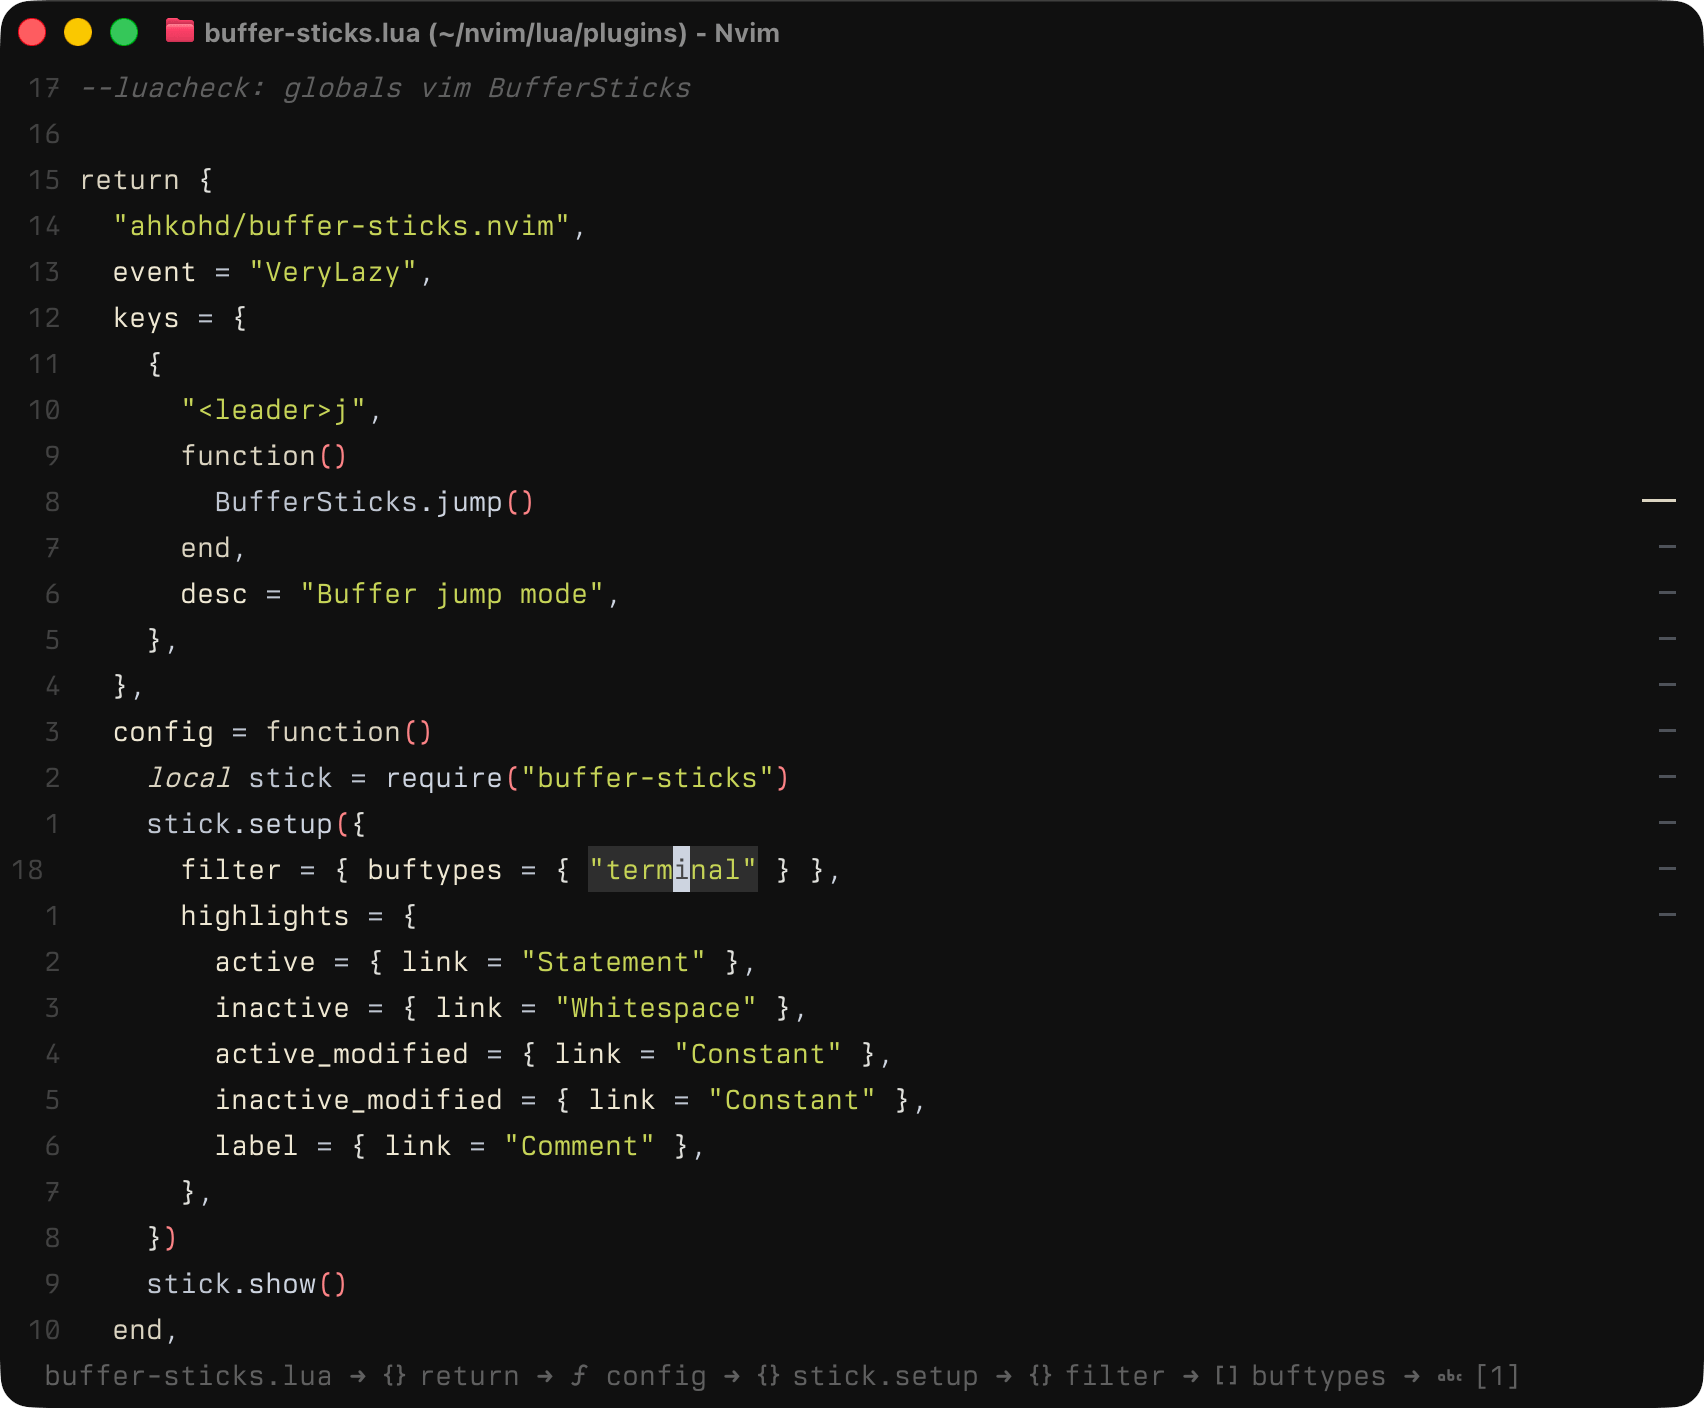 buffer-sticks.lua (~/nvim/lua/plugins) - Nvim
17 --luacheck: globals vim BufferSticks
16
15 return {
14   "ahkohd/buffer-sticks.nvim",
13   event = "VeryLazy",
12   keys = {
11     {
10       "<leader>j",
9       function()
8         BufferSticks.jump()
7       end,
6       desc = "Buffer jump mode",
5     },
4   },
3   config = function()
2     local stick = require("buffer-sticks")
1     stick.setup({
18       filter = { buftypes = { "terminal" } },
1       highlights = {
2         active = { link = "Statement" },
3         inactive = { link = "Whitespace" },
4         active_modified = { link = "Constant" },
5         inactive_modified = { link = "Constant" },
6         label = { link = "Comment" },
7       },
8     })
9     stick.show()
10   end,
buffer-sticks.lua → {} return → ƒ config → {} stick.setup → {} filter → [] buftypes → abc [1]